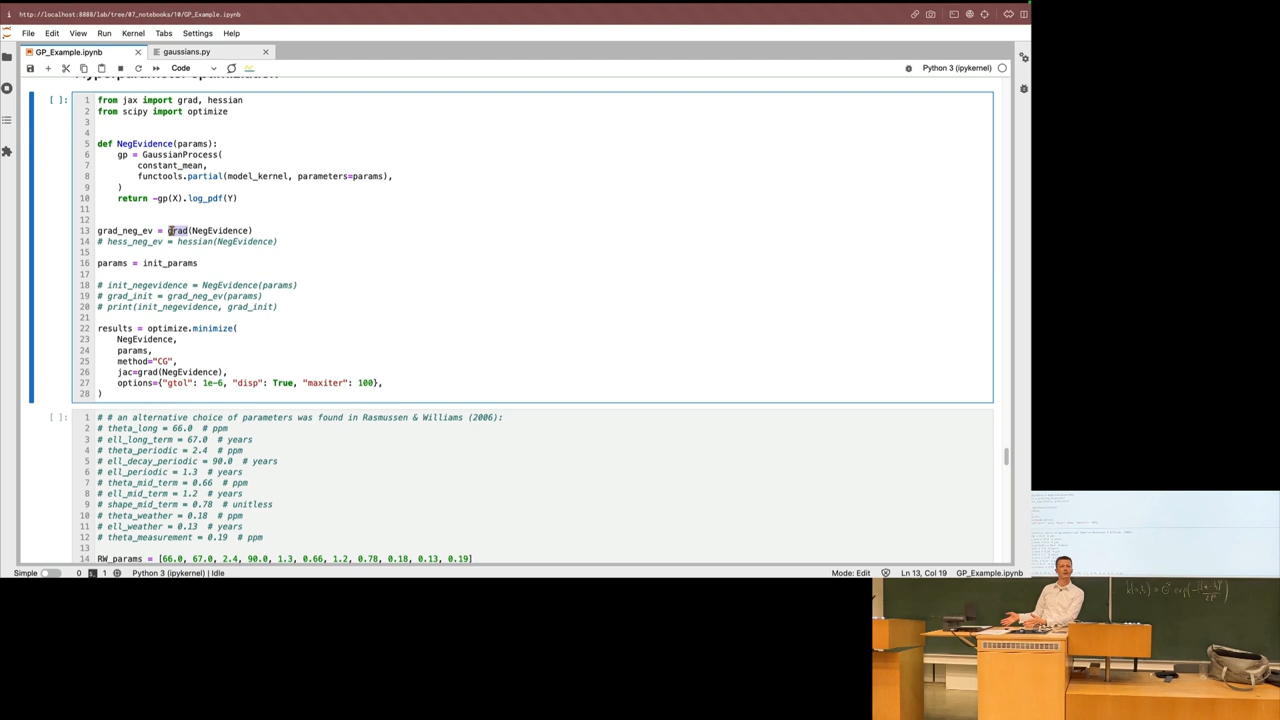 http://localhost:8888/lab/tree/07_notebooks/10/GP_Example.ipynb
File Edit View Run Kernel Tabs Settings Help
GP_Example.ipynb × gaussians.py ×
Code Python 3 (ipykernel)
Hyperparameter optimization
[ ]:
1 from jax import grad, hessian
2 from scipy import optimize
3
4
5 def NegEvidence(params):
6 gp = GaussianProcess(
7 constant_mean,
8 functools.partial(model_kernel, parameters=params),
9 )
10 return -gp(X).log_pdf(Y)
11
12
13 grad_neg_ev = grad(NegEvidence)
14 # hess_neg_ev = hessian(NegEvidence)
15
16 params = init_params
17
18 # init_negevidence = NegEvidence(params)
19 # grad_init = grad_neg_ev(params)
20 # print(init_negevidence, grad_init)
21
22 results = optimize.minimize(
23 NegEvidence,
24 params,
25 method="CG",
26 jac=grad(NegEvidence),
27 options={"gtol": 1e-6, "disp": True, "maxiter": 100},
28 )
[ ]:
1 # # an alternative choice of parameters was found in Rasmussen & Williams (2006):
2 # theta_long = 66.0 # ppm
3 # ell_long_term = 67.0 # years
4 # theta_periodic = 2.4 # ppm
5 # ell_decay_periodic = 90.0 # years
6 # ell_periodic = 1.3 # years
7 # theta_mid_term = 0.66 # ppm
8 # ell_mid_term = 1.2 # years
9 # shape_mid_term = 0.78 # unitless
10 # theta_weather = 0.18 # ppm
11 # ell_weather = 0.13 # years
12 # theta_measurement = 0.19 # ppm
13
14 RW_params = [66.0, 67.0, 2.4, 90.0, 1.3, 0.66, 1.2, 0.78, 0.18, 0.13, 0.19]
Simple 0 1 Python 3 (ipykernel) | Idle Mode: Edit Ln 13, Col 19 GP_Example.ipynb